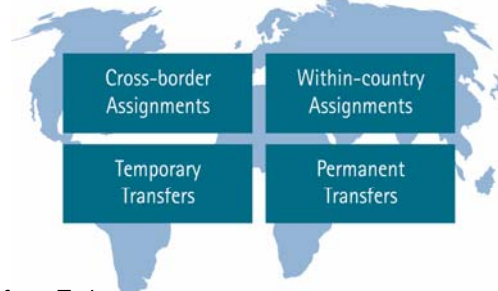 Cross-border
Assignments
Within-country
Assignments
Temporary
Transfers
Permanent
Transfers